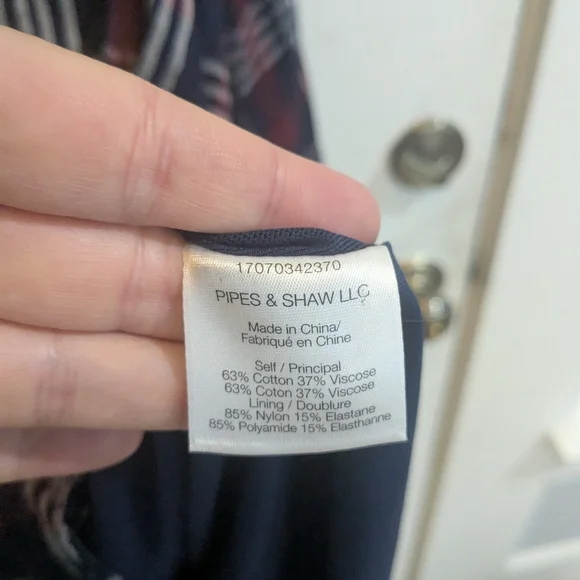 17070342370
PIPES & SHAW LLC
Made in China/
Fabriqué en Chine
Self / Principal
63% Cotton 37% Viscose
63% Coton 37% Viscose
Lining / Doublure
85% Nylon 15% Elastane
85% Polyamide 15% Elasthanne